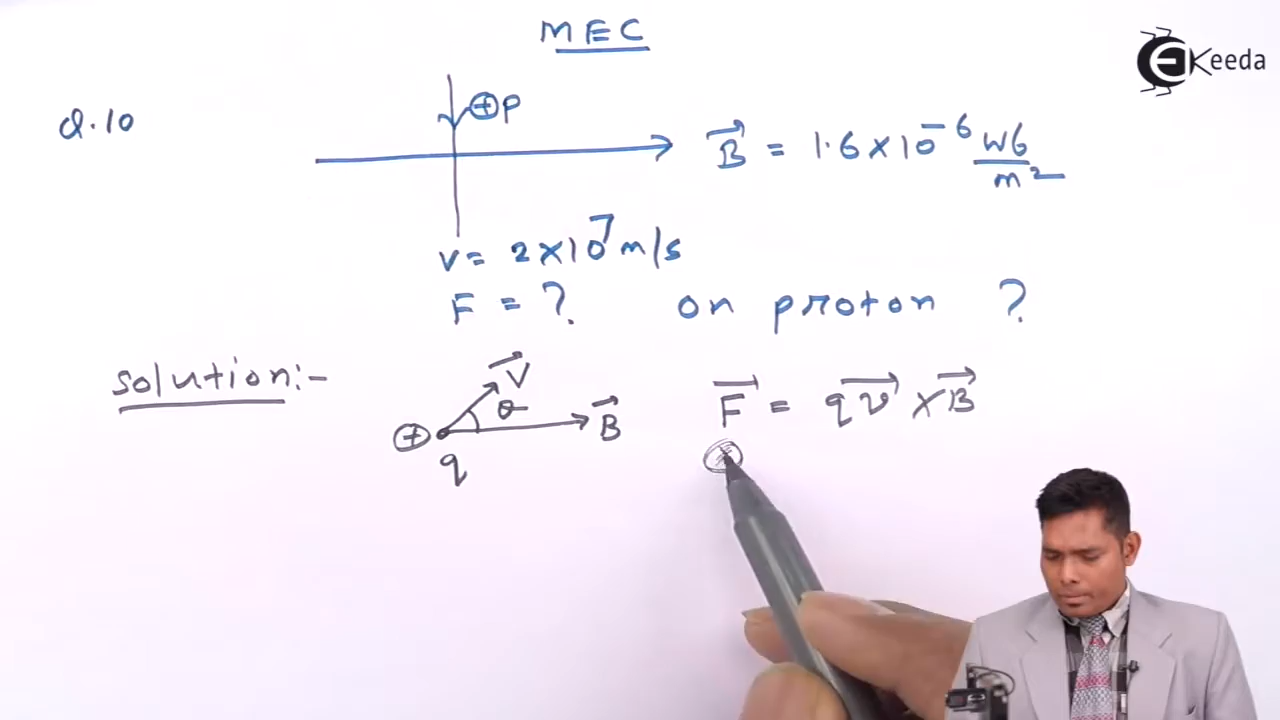 MEC
EKeeda
Q.10
⊕p
B⃗ = 1.6×10⁻⁶ Wb/m²
v = 2×10⁷ m/s
F = ? on proton ?
solution:-
V⃗
θ
B⃗
⊕
q
F⃗ = qv⃗ × B⃗